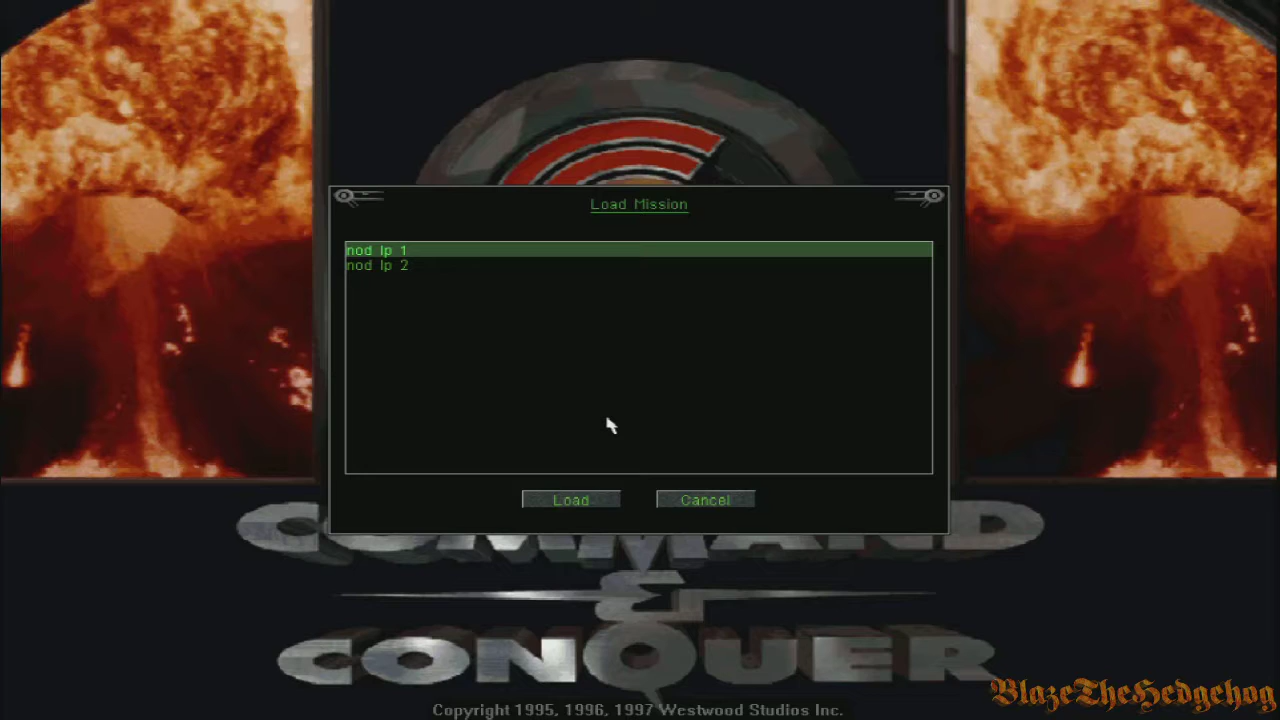 Load Mission
nod lp 1
nod lp 2
Load
Cancel
COMMAND
&
CONQUER
BlazeTheHedgehog
Copyright 1995, 1996, 1997 Westwood Studios Inc.